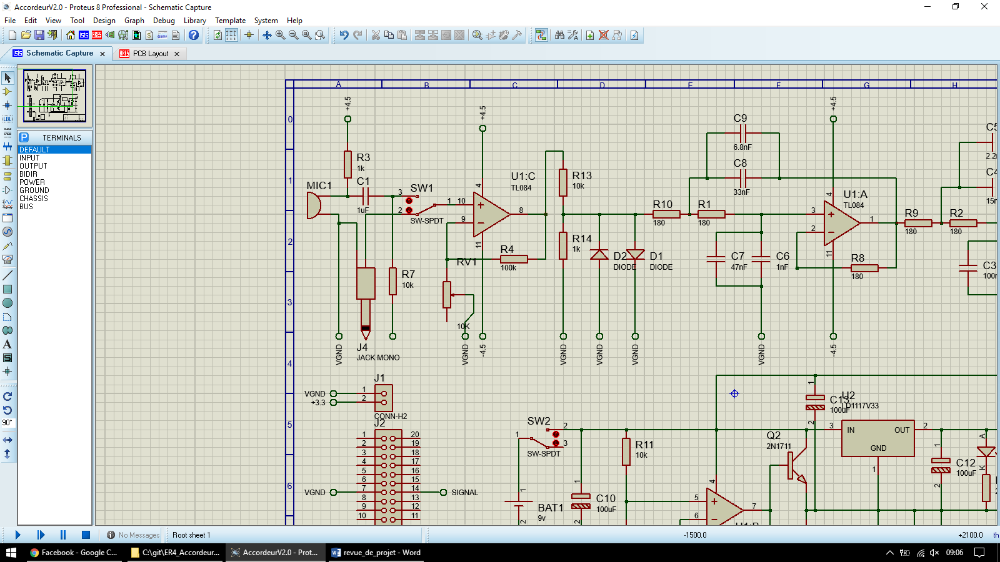 AccordeurV2.0 - Proteus 8 Professional - Schematic Capture
File Edit View Tool Design Graph Debug Library Template System Help
Schematic Capture
PCB Layout
TERMINALS
DEFAULT
INPUT
OUTPUT
BIDIR
POWER
GROUND
CHASSIS
BUS
LBL
A
S
90°
A B C D E F G H
0
1
2
3
4
5
6
+4.5
R3
1k
MIC1
C1
1uF
3
SW1
2
SW-SPDT
1
10
9
+4.5
4
U1:C
TL084
8
11
R4
100k
RV1
10K
R7
10k
J4
JACK MONO
VGND
VGND
-4.5
R13
10k
R14
1k
D2
DIODE
D1
DIODE
VGND
VGND
VGND
C9
6.8nF
C8
33nF
R10
180
R1
180
C7
47nF
C6
1nF
VGND
+4.5
4
U1:A
TL084
3
2
1
11
R8
180
-4.5
R9
180
R2
180
C3
J1
VGND 1
+3.3 2
CONN-H2
J2
1 20
2 19
3 18
4 17
5 16
6 15
VGND 7 14 SIGNAL
8 13
9 12
10 11
SW2
1
2
3
SW-SPDT
1
BAT1
9v
2
1
C10
100uF
2
R11
10k
4
5
6
7
Q2
2N1711
1
C13
100uF
2
U2
LD1117V33
3 IN OUT 2
GND
1
1
C12
100uF
2
A
K
No Messages
Root sheet 1
-1500.0
+2100.0
th
Facebook - Google C...
C:\git\ER4_Accordeur...
AccordeurV2.0 - Prot...
revue_de_projet - Word
09:06